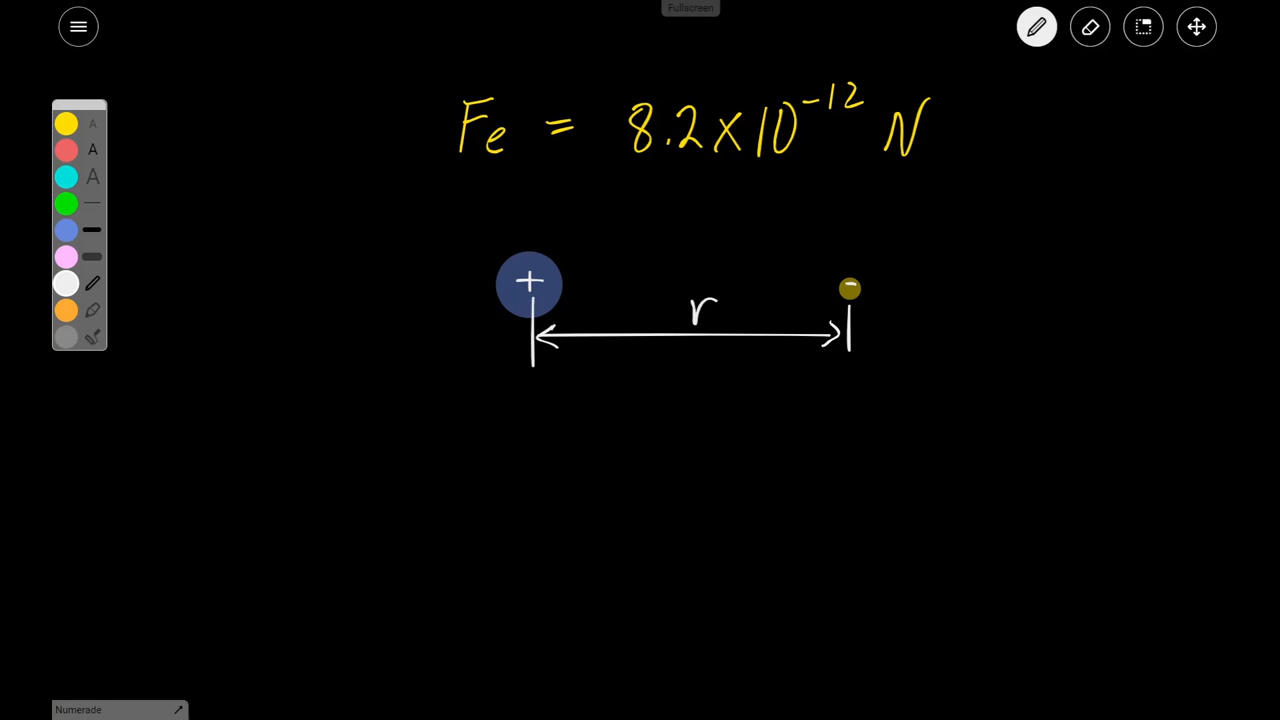 Fullscreen
A
A
A
Fe = 8.2×10⁻¹² N
+
-
r
Numerade